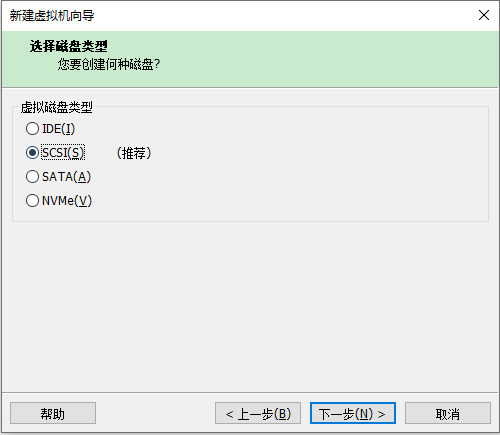 新建虚拟机向导
选择磁盘类型
您要创建何种磁盘?
虚拟磁盘类型
IDE(I)
SCSI(S) (推荐)
SATA(A)
NVMe(V)
帮助 < 上一步(B) 下一步(N) > 取消